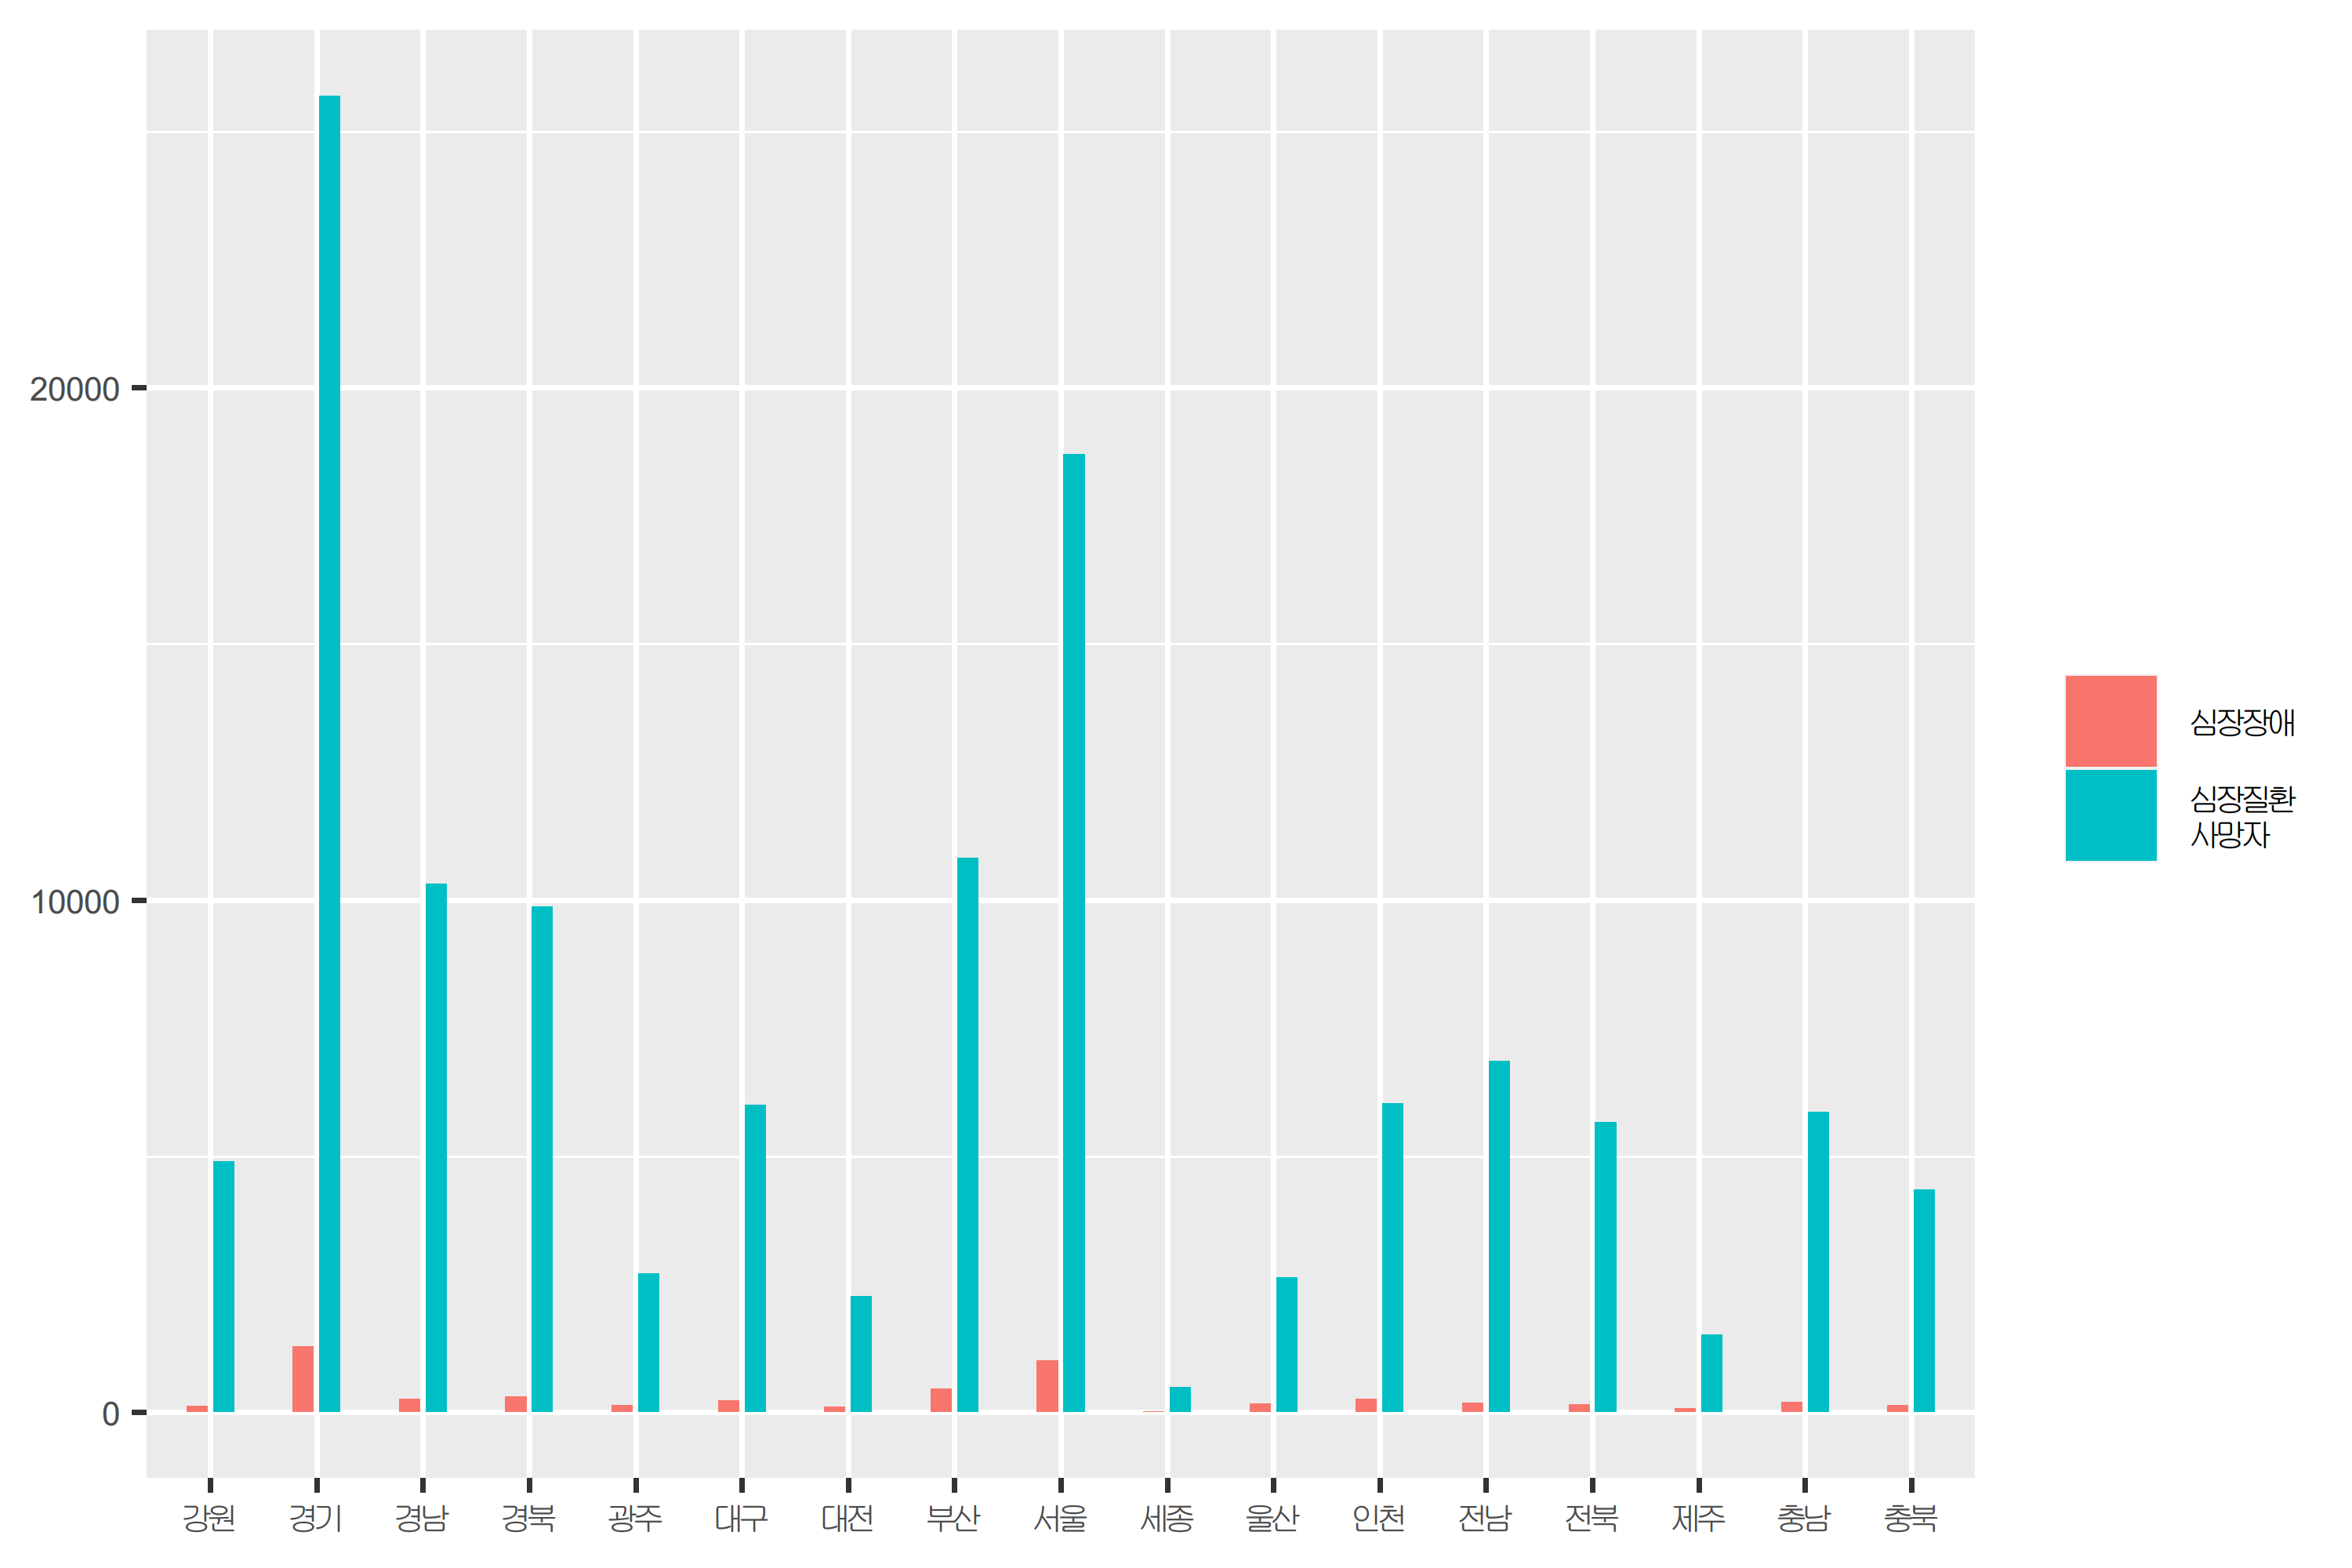 20000
10000
0
강원 경기 경남 경북 광주 대구 대전 부산 서울 세종 울산 인천 전남 전북 제주 충남 충북
심장장애
심장질환
사망자